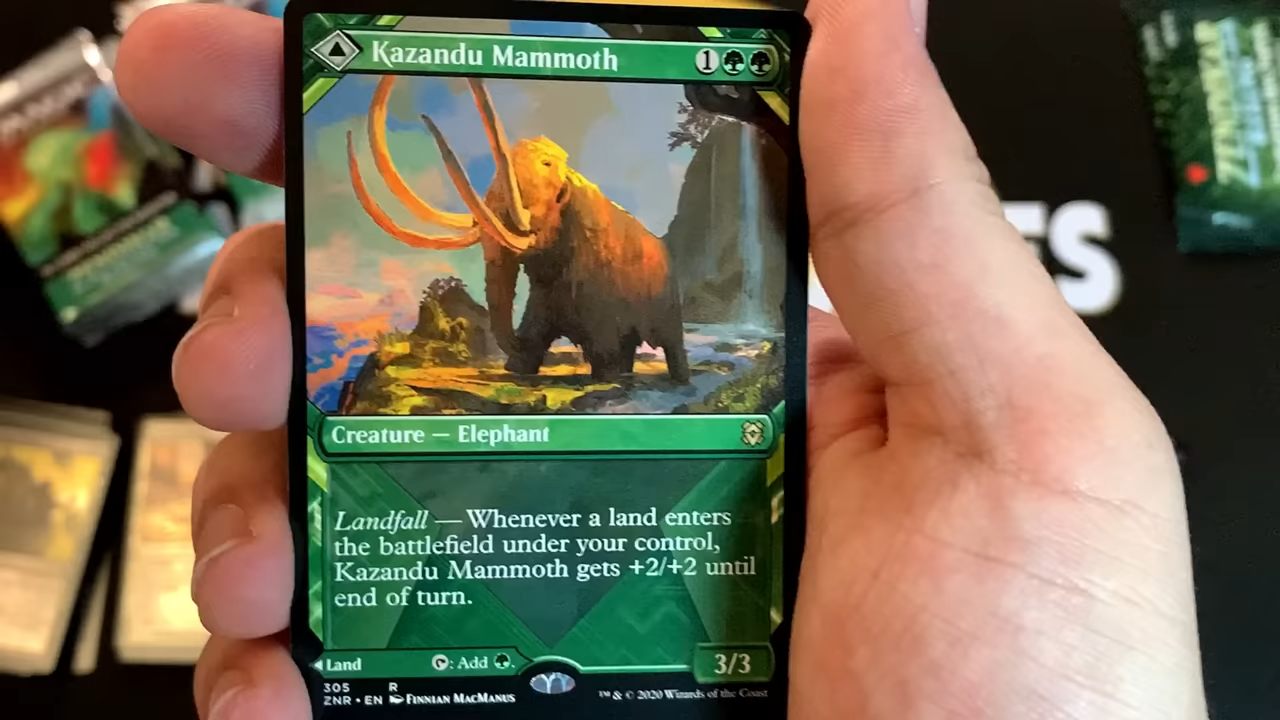 Kazandu Mammoth 1
Creature — Elephant
Landfall — Whenever a land enters
the battlefield under your control,
Kazandu Mammoth gets +2/+2 until
end of turn.
Land : Add .
3/3
305 R
ZNR • EN Finnian MacManus
™ & © 2020 Wizards of the Coast
ES